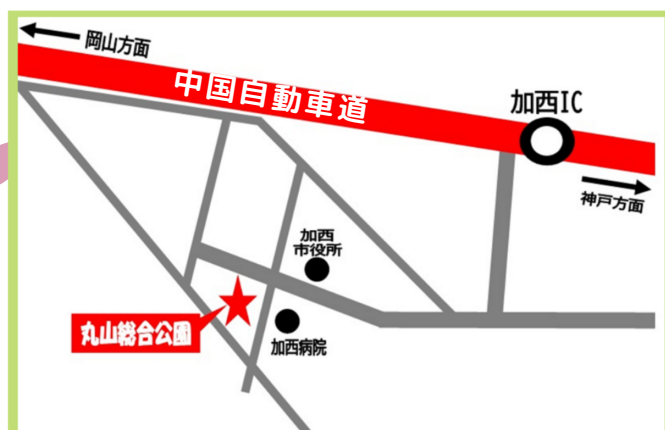 岡山方面
中国自動車道
加西IC
神戸方面
加西
市役所
丸山総合公園
加西病院